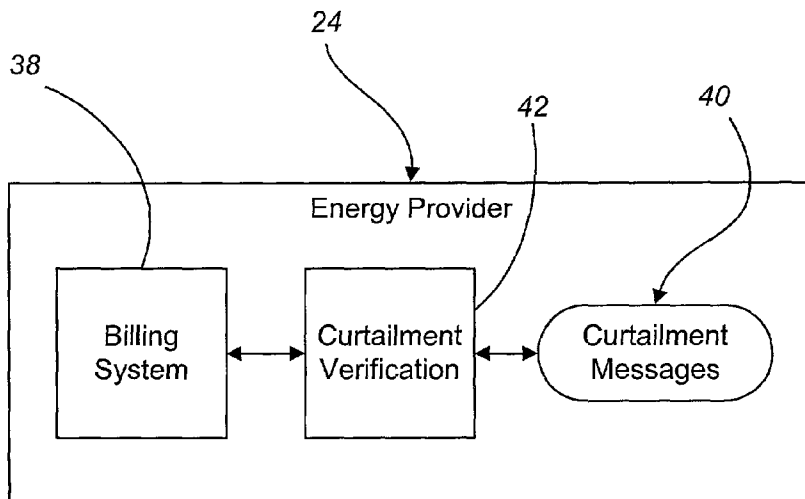 24
38
42
40
Energy Provider
Billing
System
Curtailment
Verification
Curtailment
Messages